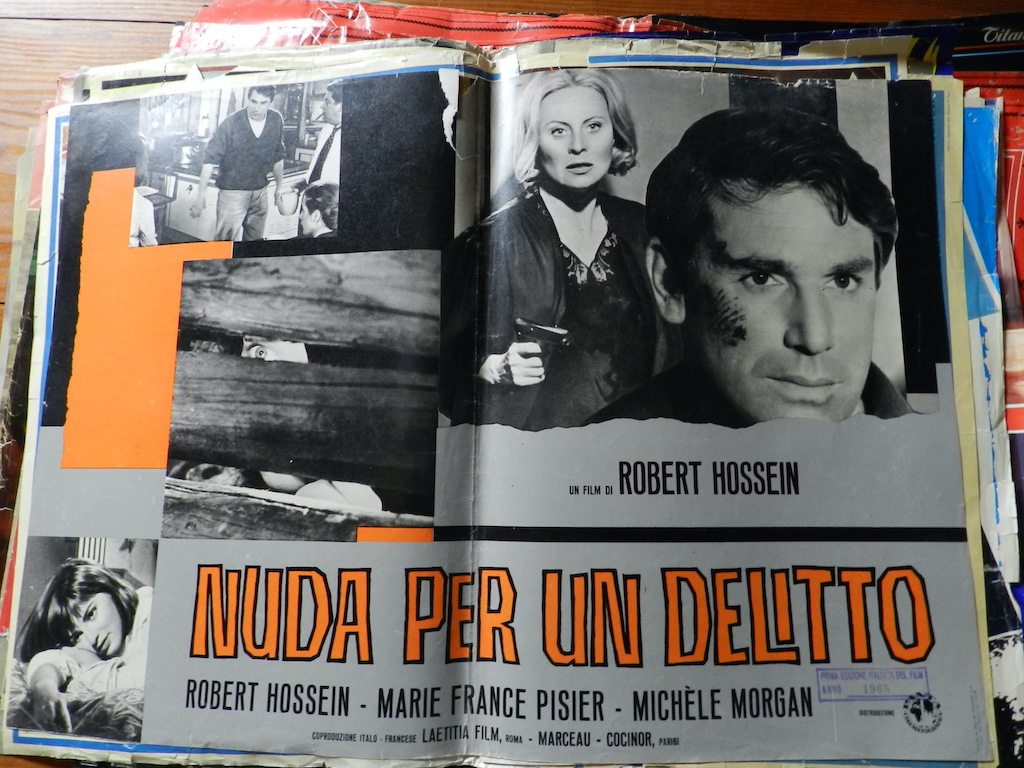 Tita
UN FILM DI ROBERT HOSSEIN
NUDA PER UN DELITTO
ROBERT HOSSEIN - MARIE FRANCE PISIER - MICHÈLE MORGAN
PRIMA EDIZIONE ITALIANA DEL FILM
ANNO 1965
DISTRIBUZIONE
COPRODUZIONE ITALO - FRANCESE LAETITIA FILM, ROMA - MARCEAU - COCINOR, PARIGI